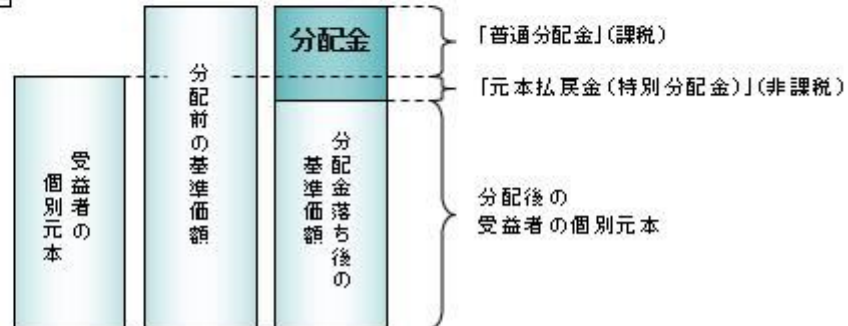 受益者の
個別元本
分配前の基準価額
分配金
分配金落ち後の
基準価額
「普通分配金」(課税)
「元本払戻金(特別分配金)」(非課税)
分配後の
受益者の個別元本